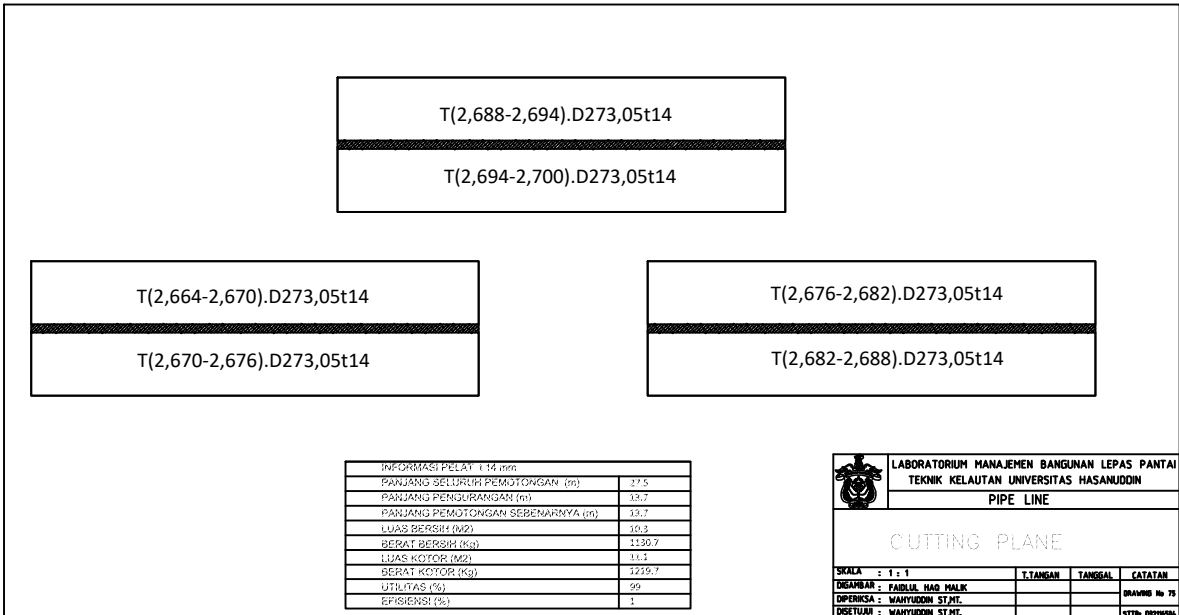 T(2,688-2,694).D273,05t14
T(2,694-2,700).D273,05t14
T(2,664-2,670).D273,05t14
T(2,670-2,676).D273,05t14
T(2,676-2,682).D273,05t14
T(2,682-2,688).D273,05t14
INFORMASI PELAT t 14 mm
PANJANG SELURUH PEMOTONGAN (m) 27.5
PANJANG PENGURANGAN (m) 13.7
PANJANG PEMOTONGAN SEBENARNYA (m) 13.7
LUAS BERSIH (M2) 10.3
BERAT BERSIH (Kg) 1130.7
LUAS KOTOR (M2) 11.1
BERAT KOTOR (Kg) 1219.7
UTILITAS (%) 99
EFISIENSI (%) 1
LABORATORIUM MANAJEMEN BANGUNAN LEPAS PANTAI
TEKNIK KELAUTAN UNIVERSITAS HASANUDDIN
PIPE LINE
CUTTING PLANE
SKALA : 1 : 1 T.TANGAN TANGGAL CATATAN
DIGAMBAR : FAIDLUL HAQ MALIK
DRAWING No 75
DIPERIKSA : WAHYUDDIN ST,MT.
DISETUJUI : WAHYUDDIN ST,MT.